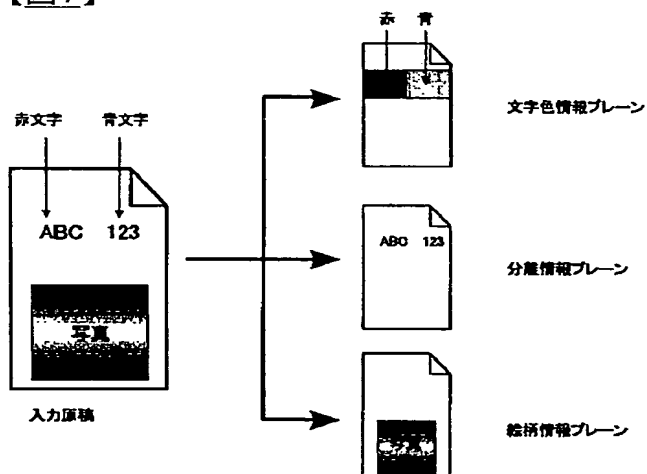 【図7】
赤 青
文字色情報プレーン
赤文字 青文字
ABC 123
写真
入力原稿
ABC 123
分離情報プレーン
写真
絵柄情報プレーン